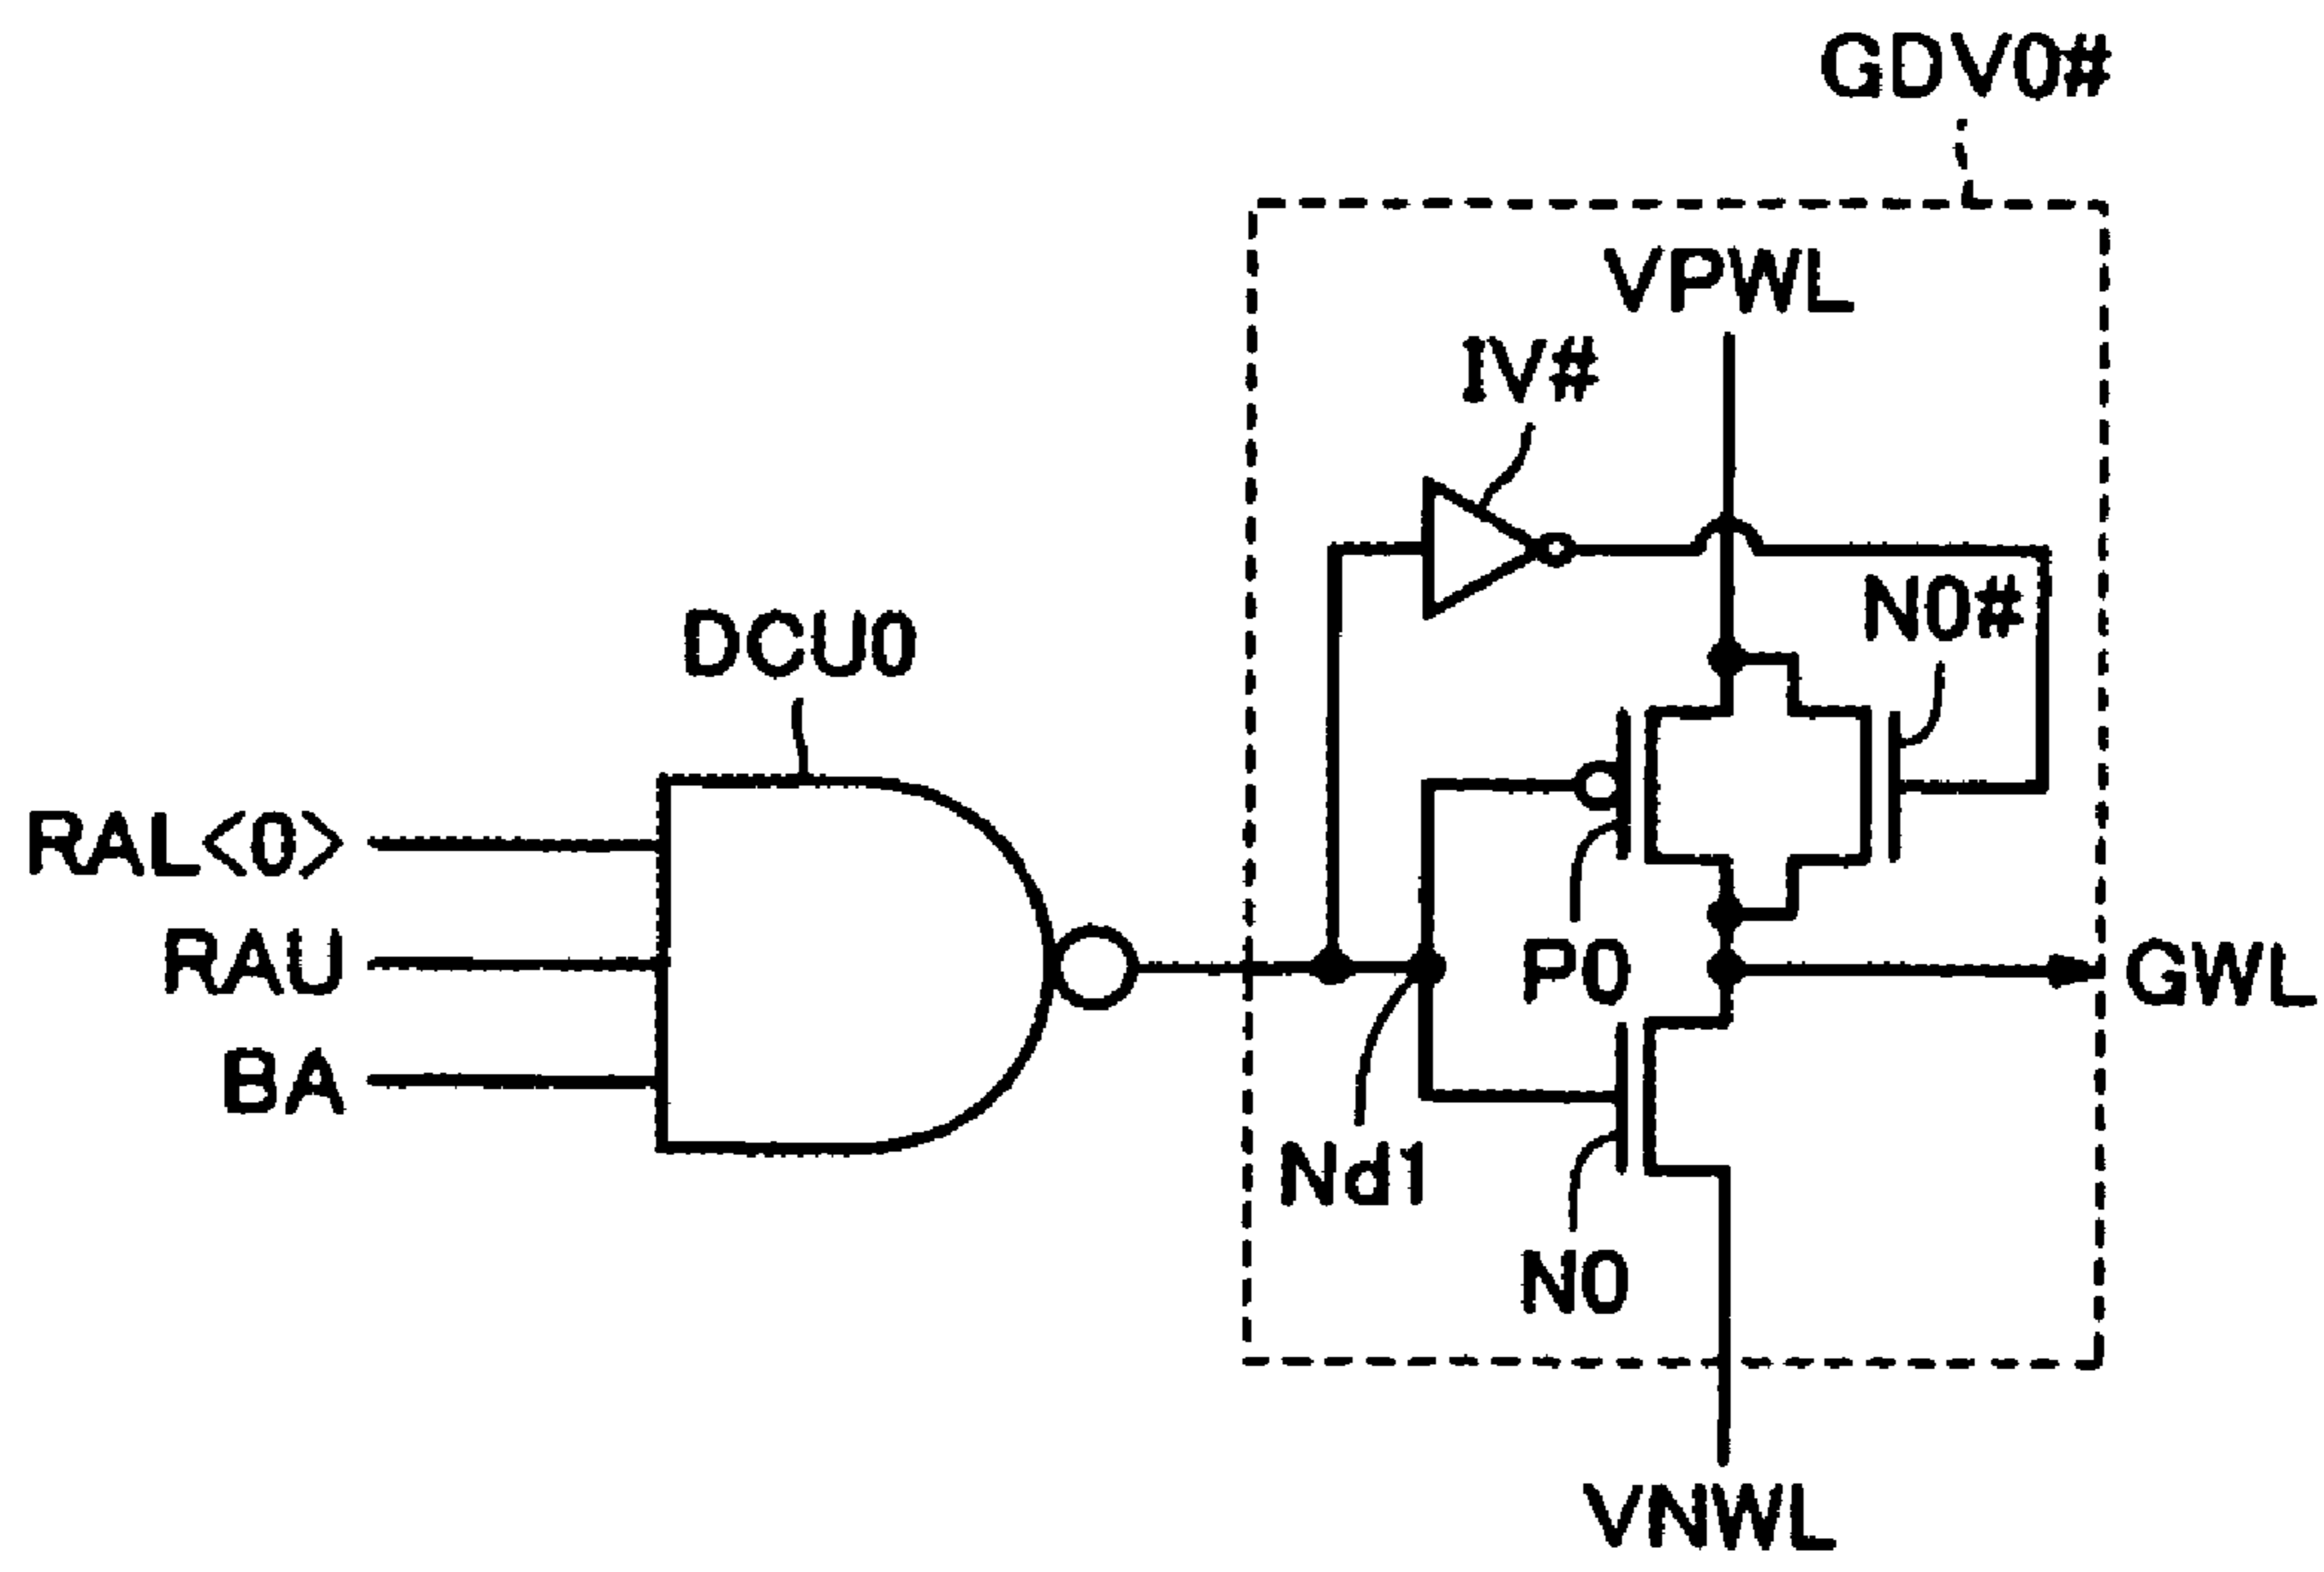 GDV0#
VPWL
IV#
N0#
DCU0
RAL<0>
RAU
P0
GWL
BA
Nd1
N0
VNWL